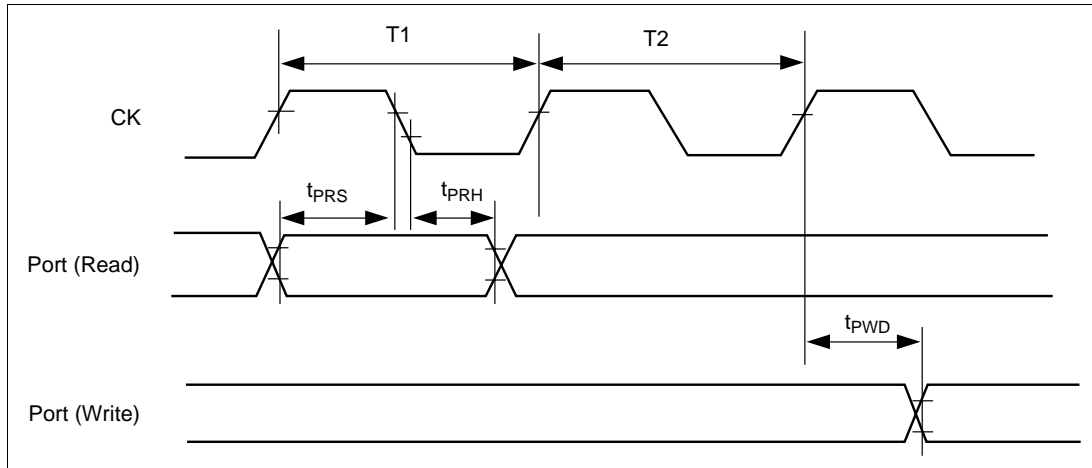 T1
T2
CK
tPRS
tPRH
Port (Read)
tPWD
Port (Write)